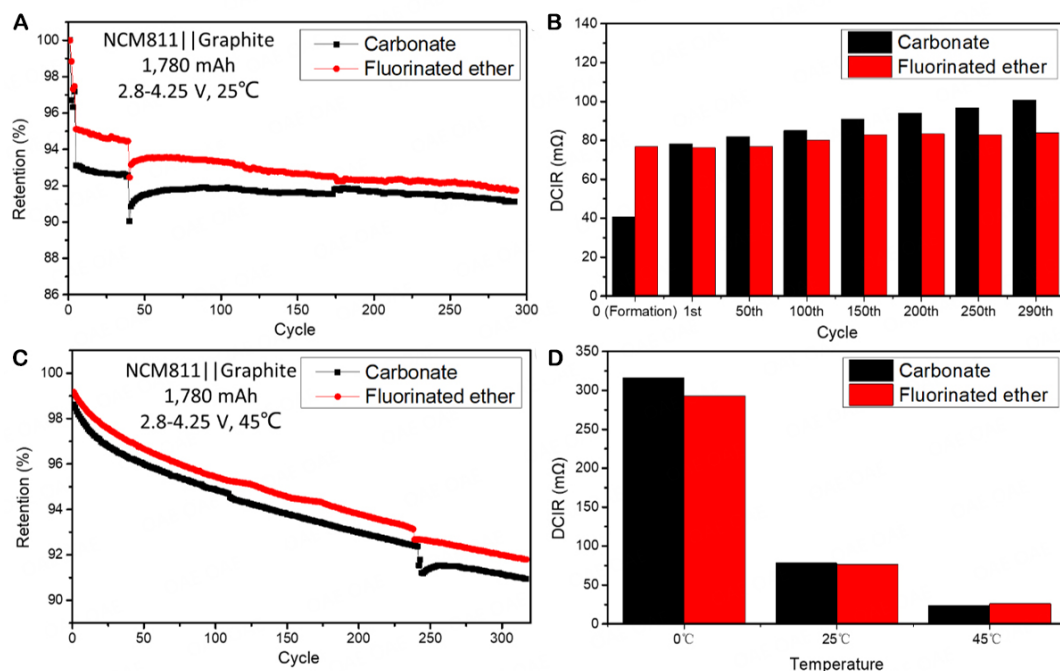 A
NCM811||Graphite
1,780 mAh
2.8-4.25 V, 25℃
Carbonate
Fluorinated ether
Retention (%)
100
98
96
94
92
90
88
86
0
50
100
150
200
250
300
Cycle
B
Carbonate
Fluorinated ether
DCIR (mΩ)
140
120
100
80
60
40
20
0
0 (Formation)
1st
50th
100th
150th
200th
250th
290th
Cycle
C
NCM811||Graphite
1,780 mAh
2.8-4.25 V, 45℃
Carbonate
Fluorinated ether
Retention (%)
100
99
98
96
94
93
92
91
90
0
50
100
150
200
250
300
Cycle
D
Carbonate
Fluorinated ether
DCIR (mΩ)
350
300
250
200
150
100
50
0
0℃
25℃
45℃
Temperature